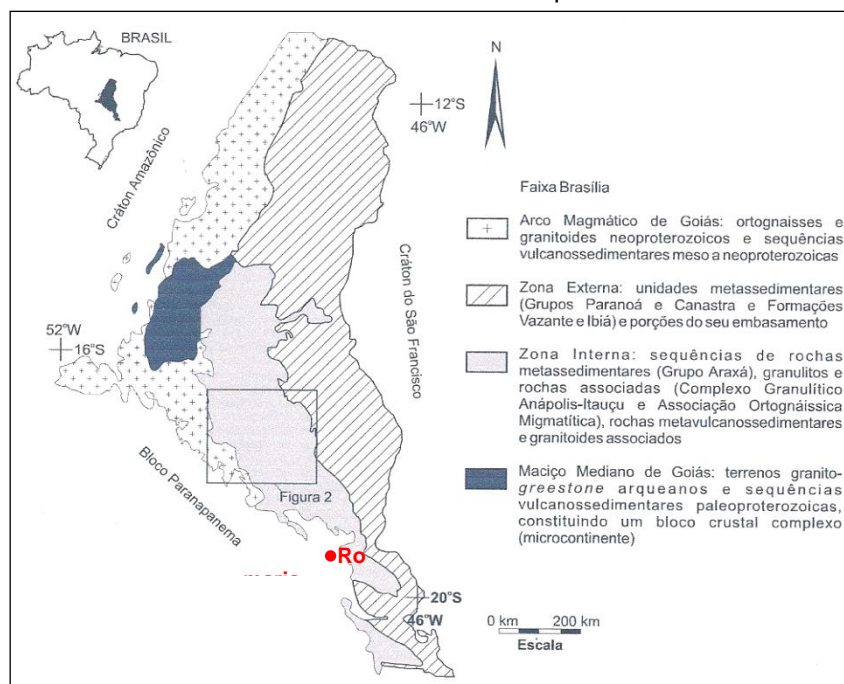 BRASIL
N
12°S
46°W
Cráton Amazônico
Faixa Brasília
Arco Magmático de Goiás: ortognaisses e
granitoides neoproterozoicos e sequências
vulcanossedimentares meso a neoproterozoicas
Zona Externa: unidades metassedimentares
(Grupos Paranoá e Canastra e Formações
Vazante e Ibiá) e porções do seu embasamento
Cráton do São Francisco
52°W
16°S
Zona Interna: sequências de rochas
metassedimentares (Grupo Araxá), granulitos e
rochas associadas (Complexo Granulítico
Anápolis-Itauçu e Associação Ortognáissica
Migmatítica), rochas metavulcanossedimentares
e granitoides associados
Maciço Mediano de Goiás: terrenos granito-
greestone arqueanos e sequências
vulcanossedimentares paleoproterozoicas,
constituindo um bloco crustal complexo
(microcontinente)
Figura 2
Bloco Paranapanema
Ro
20°S
46°W
0 km 200 km
Escala